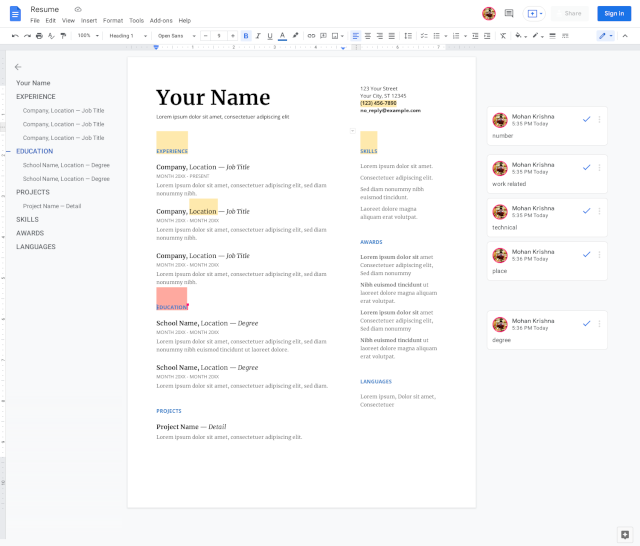 Resume
File Edit View Insert Format Tools Add-ons Help
Share
Sign in
100% Heading 1 Open Sans 9 B I U A
Your Name
EXPERIENCE
Company, Location — Job Title
Company, Location — Job Title
Company, Location — Job Title
EDUCATION
School Name, Location — Degree
School Name, Location — Degree
PROJECTS
Project Name — Detail
SKILLS
AWARDS
LANGUAGES
Your Name
Lorem ipsum dolor sit amet, consectetuer adipiscing elit
EXPERIENCE
Company, Location — Job Title
MONTH 20XX - PRESENT
Lorem ipsum dolor sit amet, consectetuer adipiscing elit, sed diam
nonummy nibh.
Company, Location — Job Title
MONTH 20XX - MONTH 20XX
Lorem ipsum dolor sit amet, consectetuer adipiscing elit, sed diam
nonummy nibh.
Company, Location — Job Title
MONTH 20XX - MONTH 20XX
Lorem ipsum dolor sit amet, consectetuer adipiscing elit, sed diam
nonummy nibh.
EDUCATION
School Name, Location — Degree
MONTH 20XX - MONTH 20XX
Lorem ipsum dolor sit amet, consectetuer adipiscing elit, sed diam
nonummy nibh euismod tincidunt ut laoreet dolore.
School Name, Location — Degree
MONTH 20XX - MONTH 20XX
Lorem ipsum dolor sit amet, consectetuer adipiscing elit, sed diam.
PROJECTS
Project Name — Detail
Lorem ipsum dolor sit amet, consectetuer adipiscing elit.
123 Your Street
Your City, ST 12345
(123) 456-7890
no_reply@example.com
SKILLS
Lorem ipsum dolor sit amet.
Consectetuer adipiscing elit.
Sed diam nonummy nibh
euismod tincidunt.
Laoreet dolore magna
aliquam erat volutpat.
AWARDS
Lorem ipsum dolor sit amet
Consectetuer adipiscing elit,
Sed diam nonummy
Nibh euismod tincidunt ut
laoreet dolore magna aliquam
erat volutpat.
Lorem ipsum dolor sit amet
Consectetuer adipiscing elit,
Sed diam nonummy
Nibh euismod tincidunt ut
laoreet dolore magna aliquam
erat volutpat.
LANGUAGES
Lorem ipsum, Dolor sit amet,
Consectetuer
Mohan Krishna
5:35 PM Today
number
Mohan Krishna
5:35 PM Today
work related
Mohan Krishna
5:35 PM Today
technical
Mohan Krishna
5:36 PM Today
place
Mohan Krishna
5:36 PM Today
degree